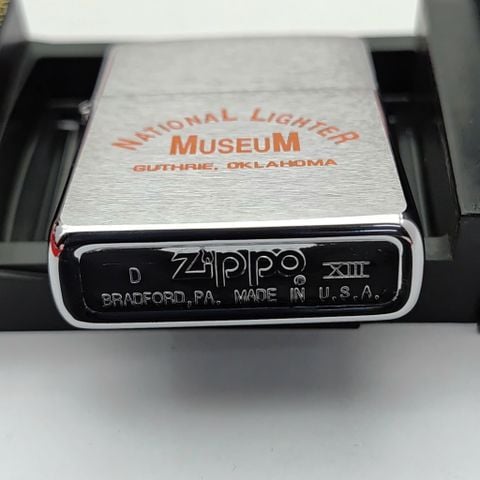 NATIONAL LIGHTER
MUSEUM
GUTHRIE, OKLAHOMA
D Zippo XIII
BRADFORD, PA. MADE IN U.S.A.